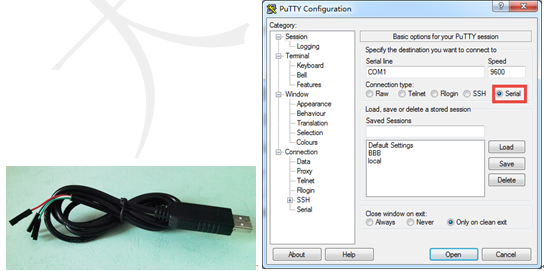 PuTTY Configuration
Category:
Session
Logging
Terminal
Keyboard
Bell
Features
Window
Appearance
Behaviour
Translation
Selection
Colours
Connection
Data
Proxy
Telnet
Rlogin
SSH
Serial
Basic options for your PuTTY session
Specify the destination you want to connect to
Serial line Speed
COM1 9600
Connection type:
Raw Telnet Rlogin SSH Serial
Load, save or delete a stored session
Saved Sessions
Default Settings
BBB
local
Load
Save
Delete
Close window on exit:
Always Never Only on clean exit
About Help Open Cancel